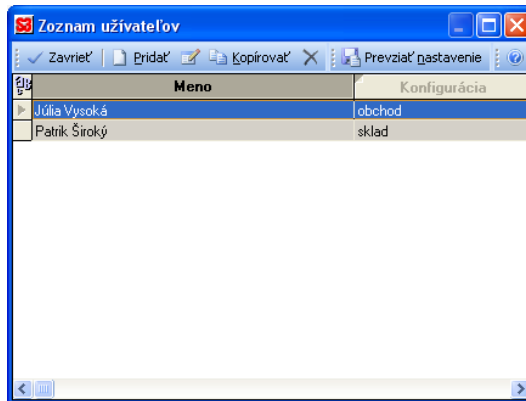 Zoznam užívateľov
Zavrieť Pridať Kopírovať Prevziať nastavenie
Meno Konfigurácia
Júlia Vysoká obchod
Patrik Široký sklad